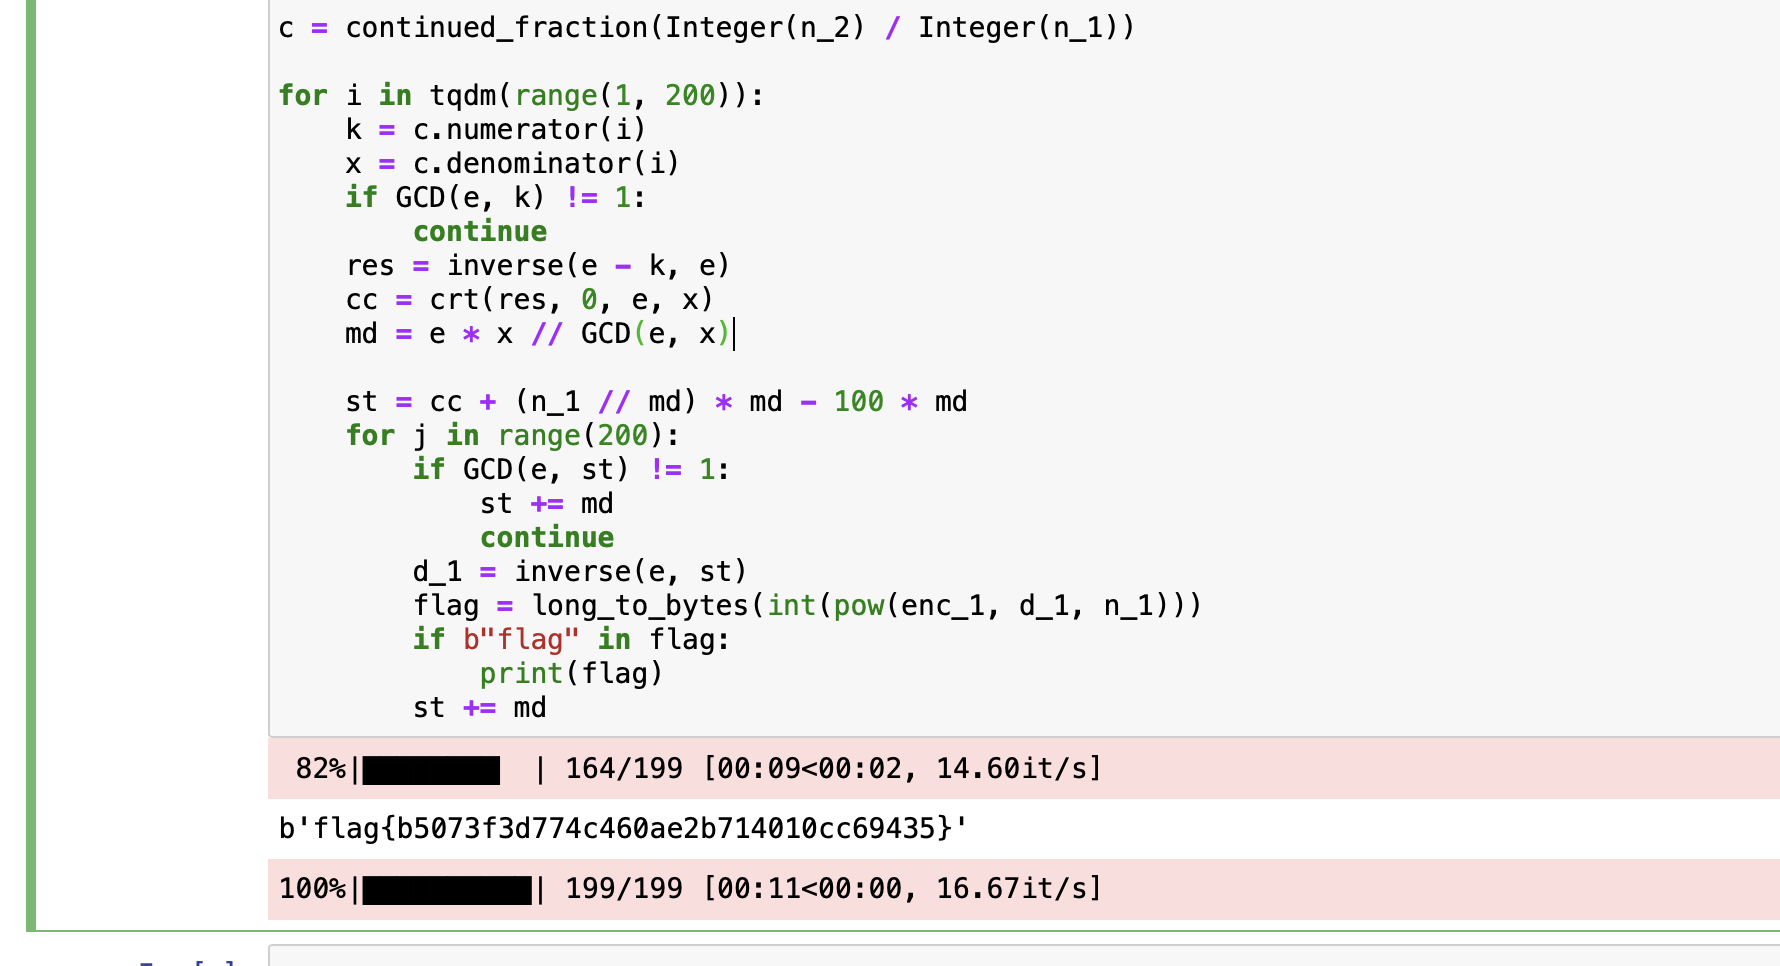 c = continued_fraction(Integer(n_2) / Integer(n_1))
for i in tqdm(range(1, 200)):
    k = c.numerator(i)
    x = c.denominator(i)
    if GCD(e, k) != 1:
        continue
    res = inverse(e - k, e)
    cc = crt(res, 0, e, x)
    md = e * x // GCD(e, x)
    st = cc + (n_1 // md) * md - 100 * md
    for j in range(200):
        if GCD(e, st) != 1:
            st += md
            continue
        d_1 = inverse(e, st)
        flag = long_to_bytes(int(pow(enc_1, d_1, n_1)))
        if b"flag" in flag:
            print(flag)
        st += md
82%|████████  | 164/199 [00:09<00:02, 14.60it/s]
b'flag{b5073f3d774c460ae2b714010cc69435}'
100%|██████████| 199/199 [00:11<00:00, 16.67it/s]